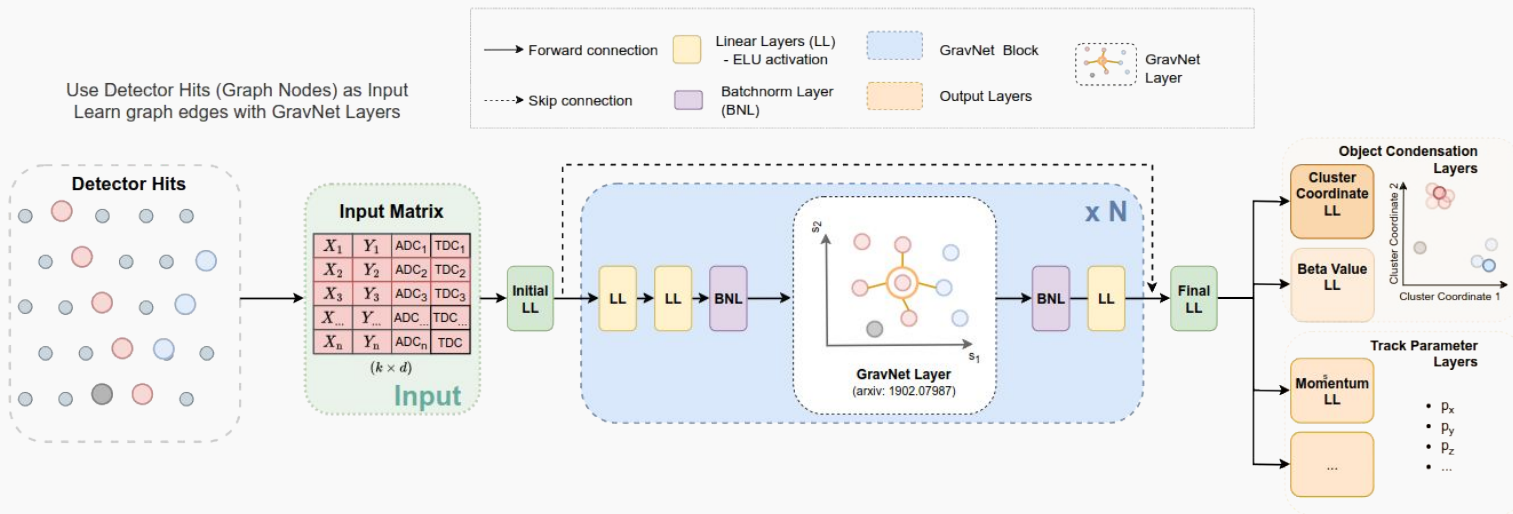 Forward connection
Linear Layers (LL)
- ELU activation
GravNet Block
GravNet
Layer
Skip connection
Batchnorm Layer
(BNL)
Output Layers
Use Detector Hits (Graph Nodes) as Input
Learn graph edges with GravNet Layers
Detector Hits
Input Matrix
X₁ Y₁ ADC₁ TDC₁
X₂ Y₂ ADC₂ TDC₂
X₃ Y₃ ADC₃ TDC₃
X... Y... ADC... TDC...
Xₙ Yₙ ADCₙ TDC
(k × d)
Input
Initial
LL
LL
LL
BNL
x N
s₂
s₁
GravNet Layer
(arxiv: 1902.07987)
BNL
LL
Final
LL
Object Condensation
Layers
Cluster
Coordinate
LL
Cluster Coordinate 2
Cluster Coordinate 1
Beta Value
LL
Track Parameter
Layers
s
Momentum
LL
• pₓ
• p_y
• p_z
• ...
...